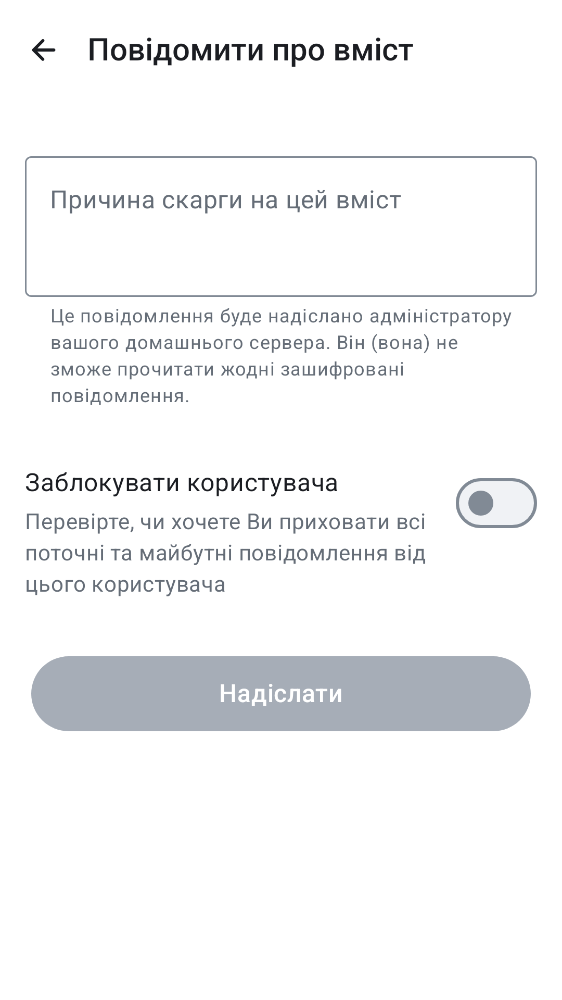 Повідомити про вміст
Причина скарги на цей вміст
Це повідомлення буде надіслано адміністратору
вашого домашнього сервера. Він (вона) не
зможе прочитати жодні зашифровані
повідомлення.
Заблокувати користувача
Перевірте, чи хочете Ви приховати всі
поточні та майбутні повідомлення від
цього користувача
Надіслати